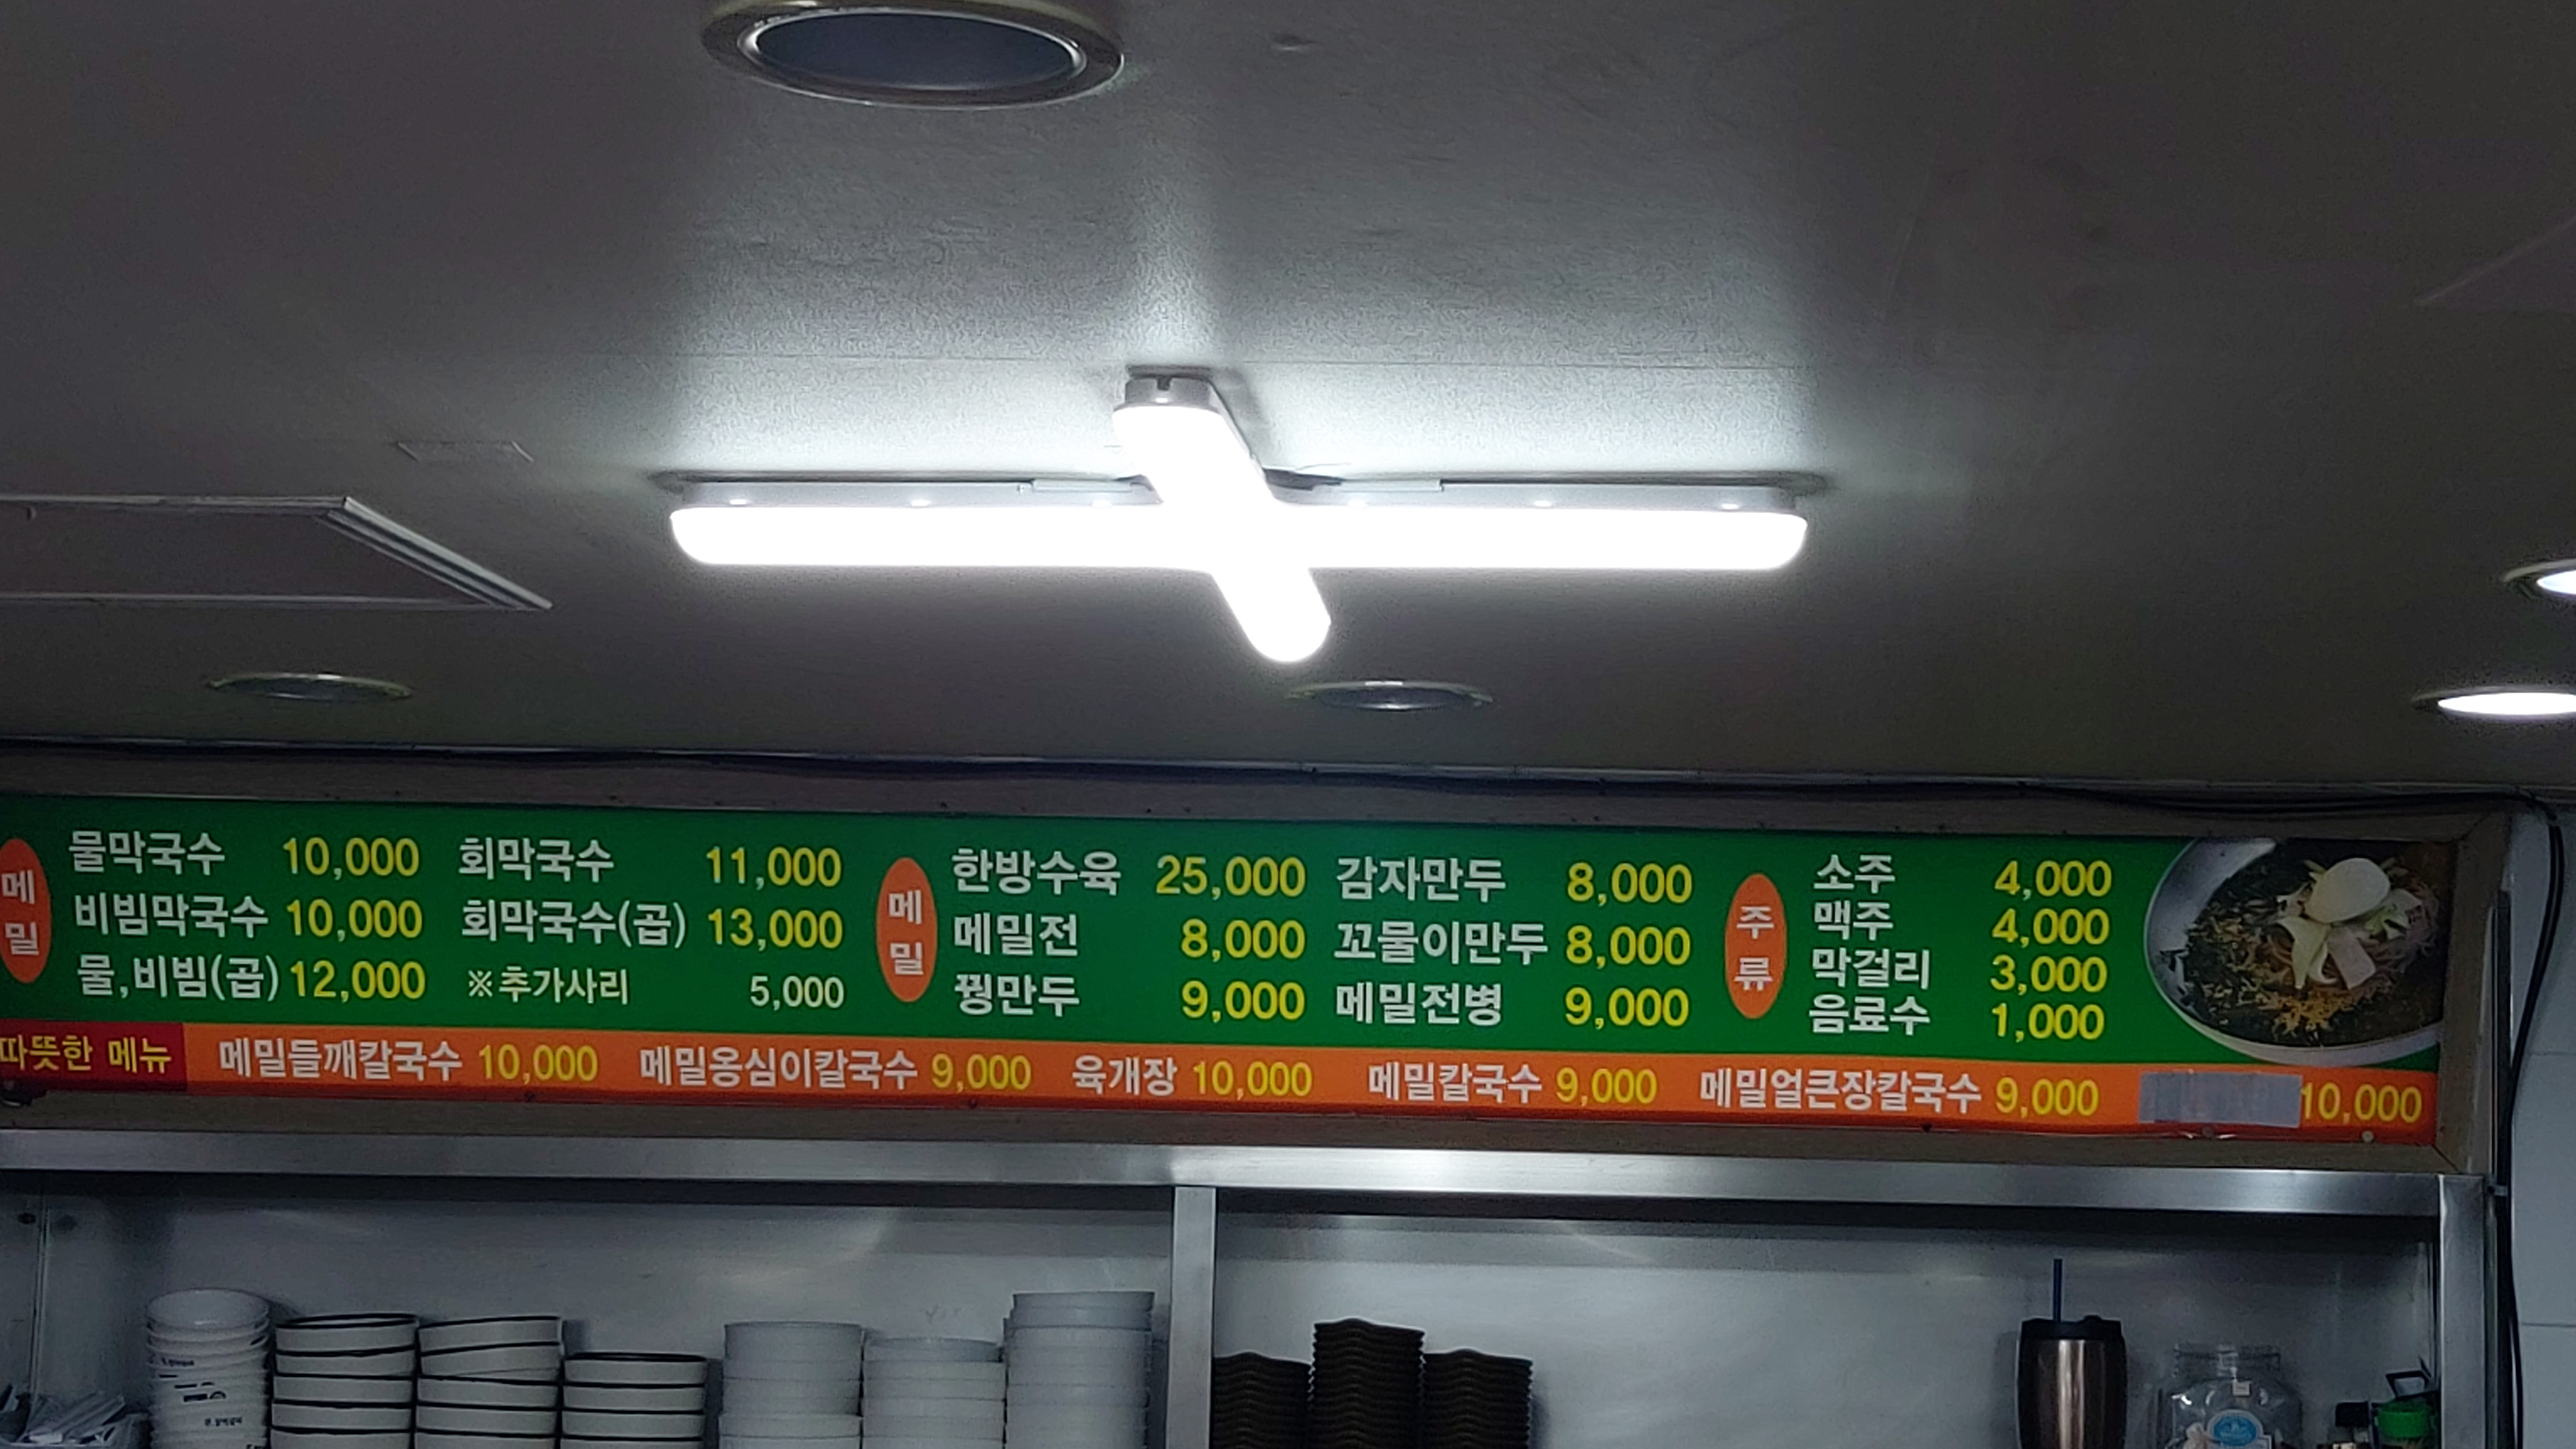 메밀
물막국수 10,000 회막국수 11,000
비빔막국수 10,000 회막국수(곱) 13,000
물,비빔(곱) 12,000 ※추가사리 5,000
메밀
한방수육 25,000 감자만두 8,000
메밀전 8,000 꼬물이만두 8,000
꿩만두 9,000 메밀전병 9,000
주류
소주 4,000
맥주 4,000
막걸리 3,000
음료수 1,000
따뜻한 메뉴 메밀들깨칼국수 10,000 메밀옹심이칼국수 9,000 육개장 10,000 메밀칼국수 9,000 메밀얼큰장칼국수 9,000 10,000